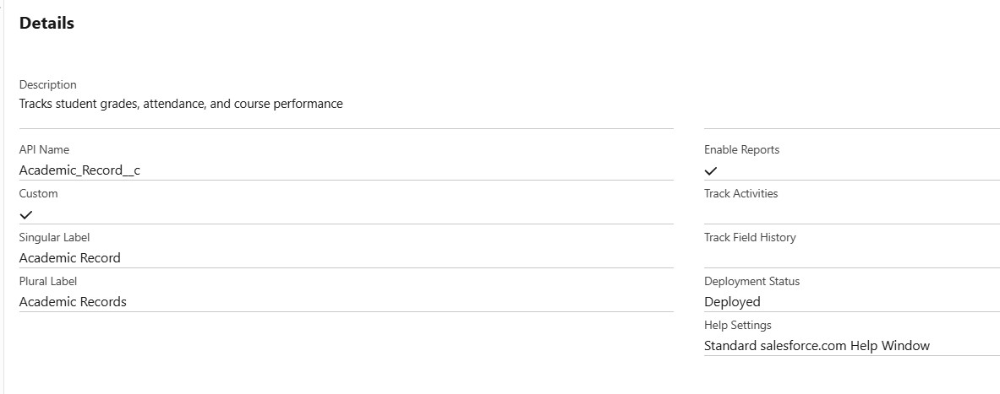 Details
Description
Tracks student grades, attendance, and course performance
API Name
Academic_Record__c
Custom
Singular Label
Academic Record
Plural Label
Academic Records
Enable Reports
Track Activities
Track Field History
Deployment Status
Deployed
Help Settings
Standard salesforce.com Help Window